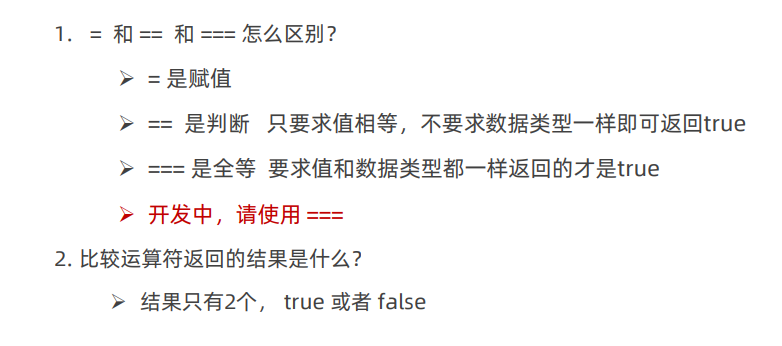 1. = 和 == 和 === 怎么区别？
➢ = 是赋值
➢ == 是判断 只要求值相等，不要求数据类型一样即可返回true
➢ === 是全等 要求值和数据类型都一样返回的才是true
➢ 开发中，请使用 ===
2. 比较运算符返回的结果是什么？
➢ 结果只有2个， true 或者 false